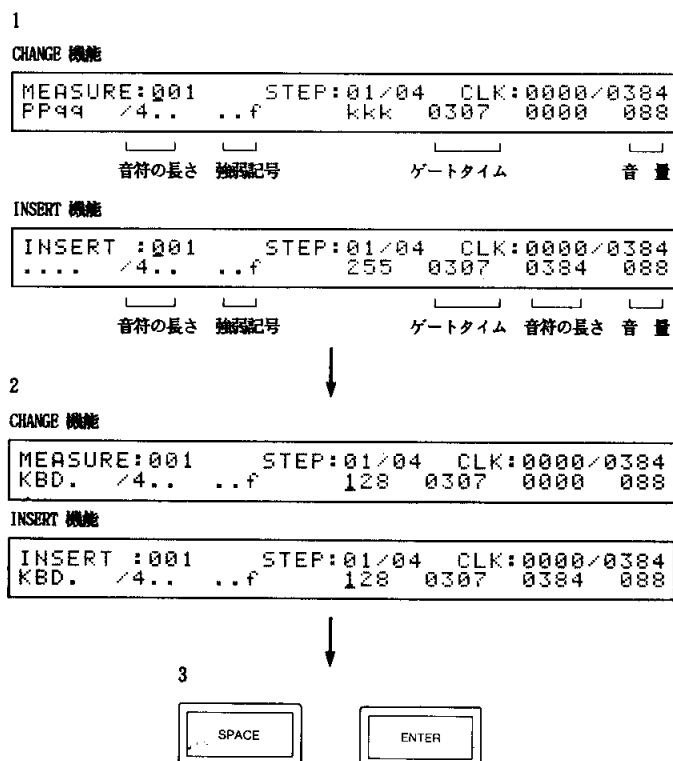 1
CHANGE 機能
MEASURE:001 STEP:01/04 CLK:0000/0384
PPqq /4.. ..f kkk 0307 0000 088
音符の長さ 強弱記号 ゲートタイム 音 量
INSERT 機能
INSERT :001 STEP:01/04 CLK:0000/0384
.... /4.. ..f 255 0307 0384 088
音符の長さ 強弱記号 ゲートタイム 音符の長さ 音 量
2
CHANGE 機能
MEASURE:001 STEP:01/04 CLK:0000/0384
KBD. /4.. ..f 128 0307 0000 088
INSERT 機能
INSERT :001 STEP:01/04 CLK:0000/0384
KBD. /4.. ..f 128 0307 0384 088
3
SPACE ENTER